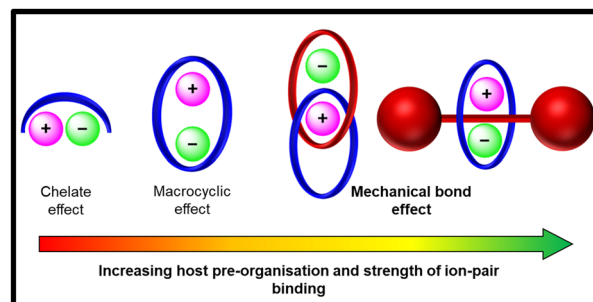 +
−
+
−
−
+
+
−
Chelate
effect
Macrocyclic
effect
Mechanical bond
effect
Increasing host pre-organisation and strength of ion-pair
binding